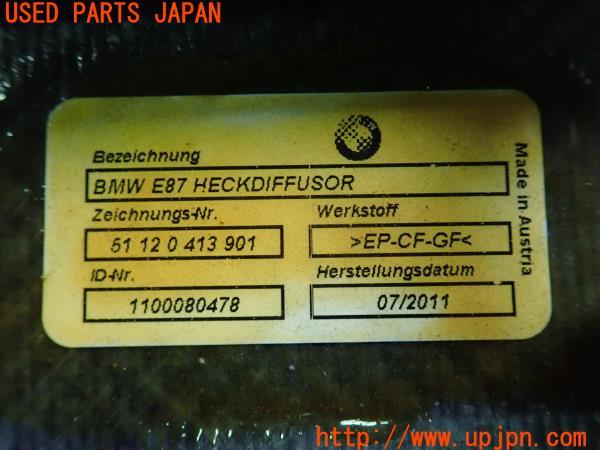 USED PARTS JAPAN
Bezeichnung
BMW E87 HECKDIFFUSOR
Zeichnungs-Nr.
51 12 0 413 901
Werkstoff
>EP-CF-GF<
ID-Nr.
1100080478
Herstellungsdatum
07/2011
Made in Austria
http://www.upjpn.com